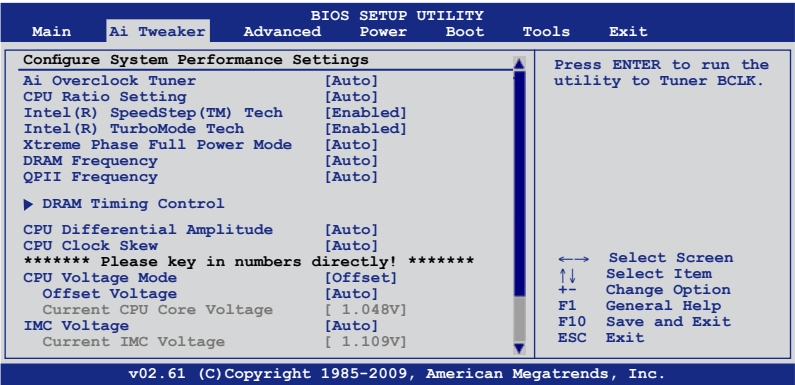 BIOS SETUP UTILITY
Main Ai Tweaker Advanced Power Boot Tools Exit
Configure System Performance Settings
Ai Overclock Tuner [Auto]
CPU Ratio Setting [Auto]
Intel(R) SpeedStep(TM) Tech [Enabled]
Intel(R) TurboMode Tech [Enabled]
Xtreme Phase Full Power Mode [Auto]
DRAM Frequency [Auto]
QPII Frequency [Auto]
DRAM Timing Control
CPU Differential Amplitude [Auto]
CPU Clock Skew [Auto]
******* Please key in numbers directly! *******
CPU Voltage Mode [Offset]
Offset Voltage [Auto]
Current CPU Core Voltage [ 1.048V]
IMC Voltage [Auto]
Current IMC Voltage [ 1.109V]
Press ENTER to run the
utility to Tuner BCLK.
←→ Select Screen
↑↓ Select Item
+- Change Option
F1 General Help
F10 Save and Exit
ESC Exit
v02.61 (C)Copyright 1985-2009, American Megatrends, Inc.